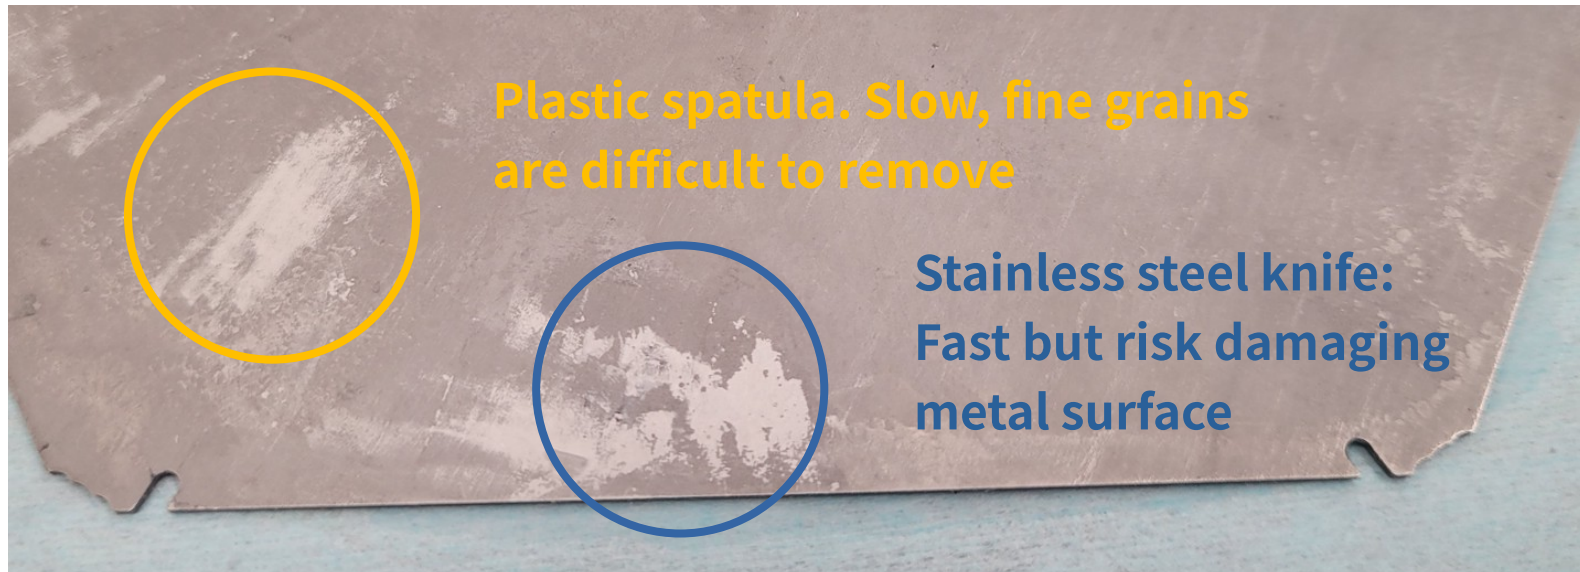 Plastic spatula. Slow, fine grains
are difficult to remove
Stainless steel knife:
Fast but risk damaging
metal surface